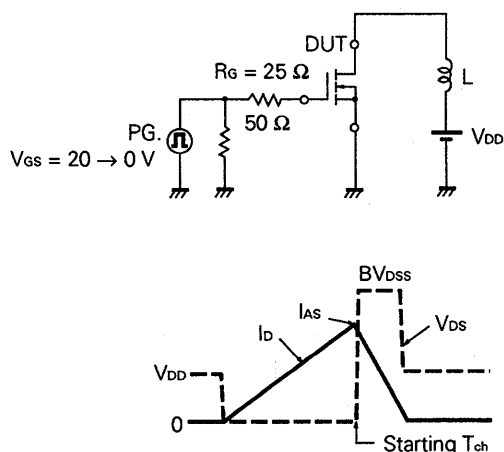 DUT
RG = 25 Ω
L
PG.
50 Ω
VDD
VGS = 20 → 0 V
BVDSS
IAS
ID
VDS
VDD
0
Starting Tch